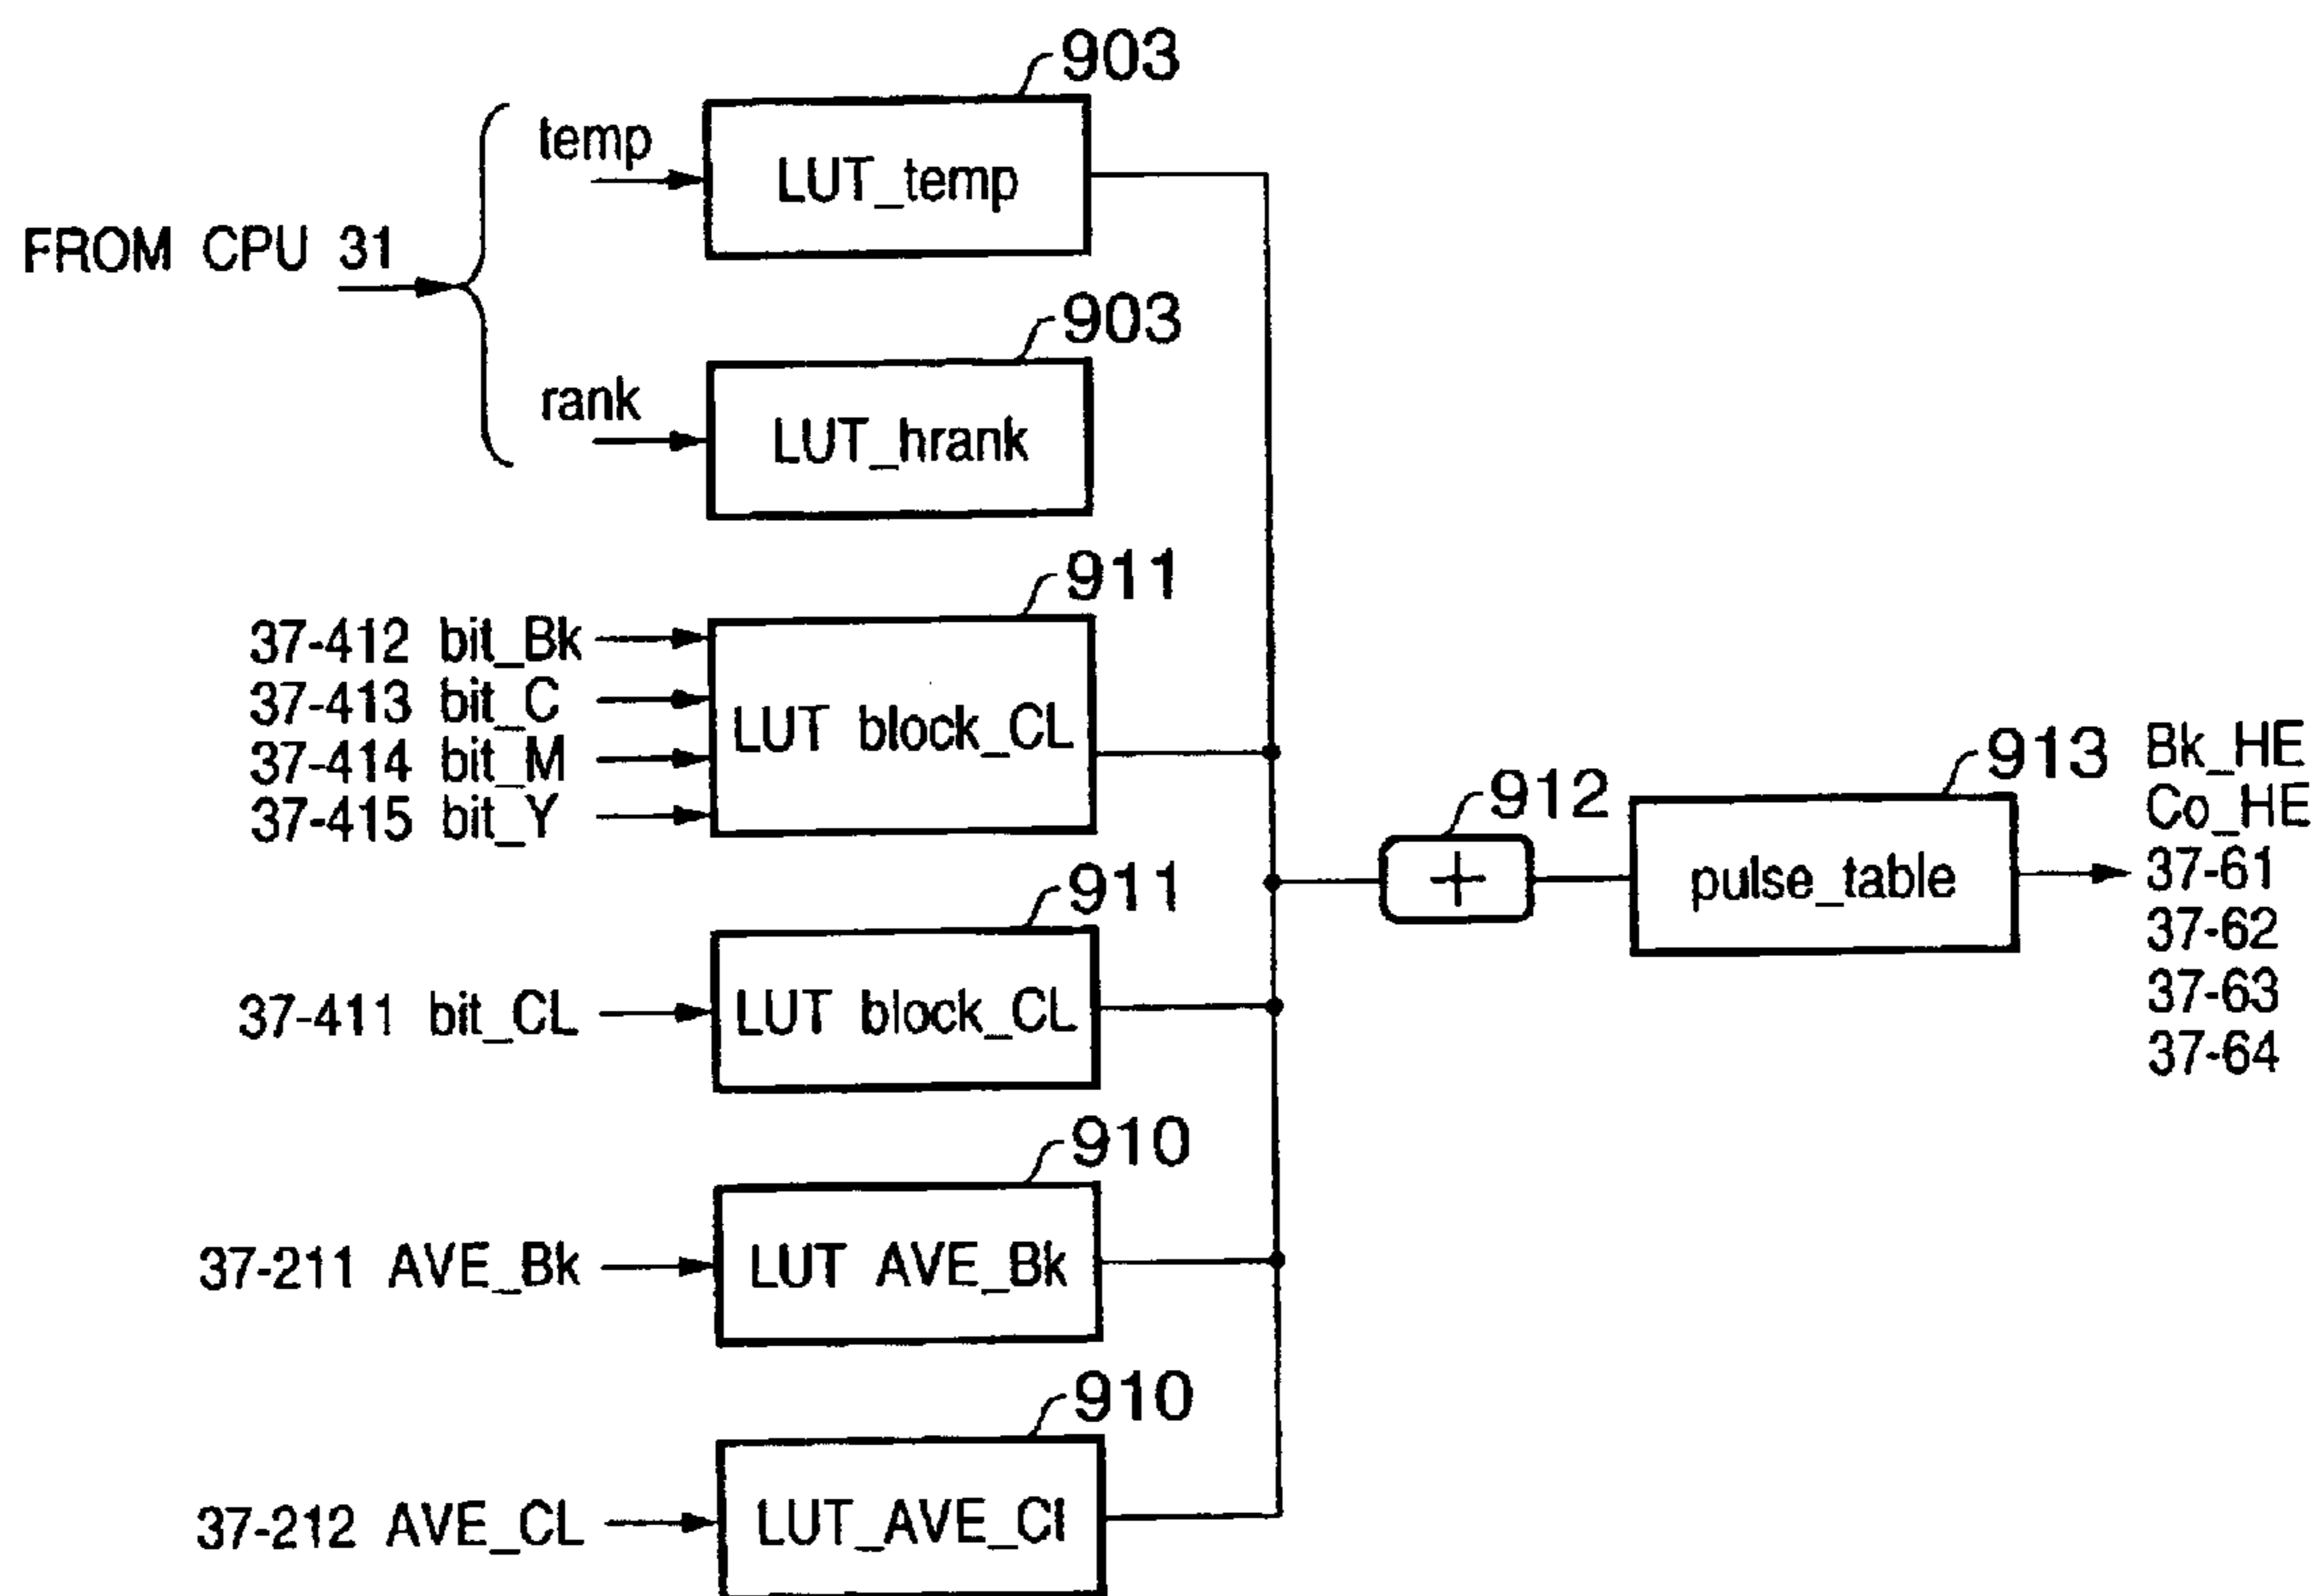 903
temp
LUT_temp
FROM CPU 31
903
rank
LUT_hrank
911
37-412 bit_Bk
37-413 bit_C
37-414 bit_M
37-415 bit_Y
LUT block_CL
912
+
913
pulse_table
Bk_HE
Co_HE
37-61
37-62
37-63
37-64
911
37-411 bit_CL
LUT block_CL
910
37-211 AVE_Bk
LUT AVE_Bk
910
37-212 AVE_CL
LUT_AVE_Cl